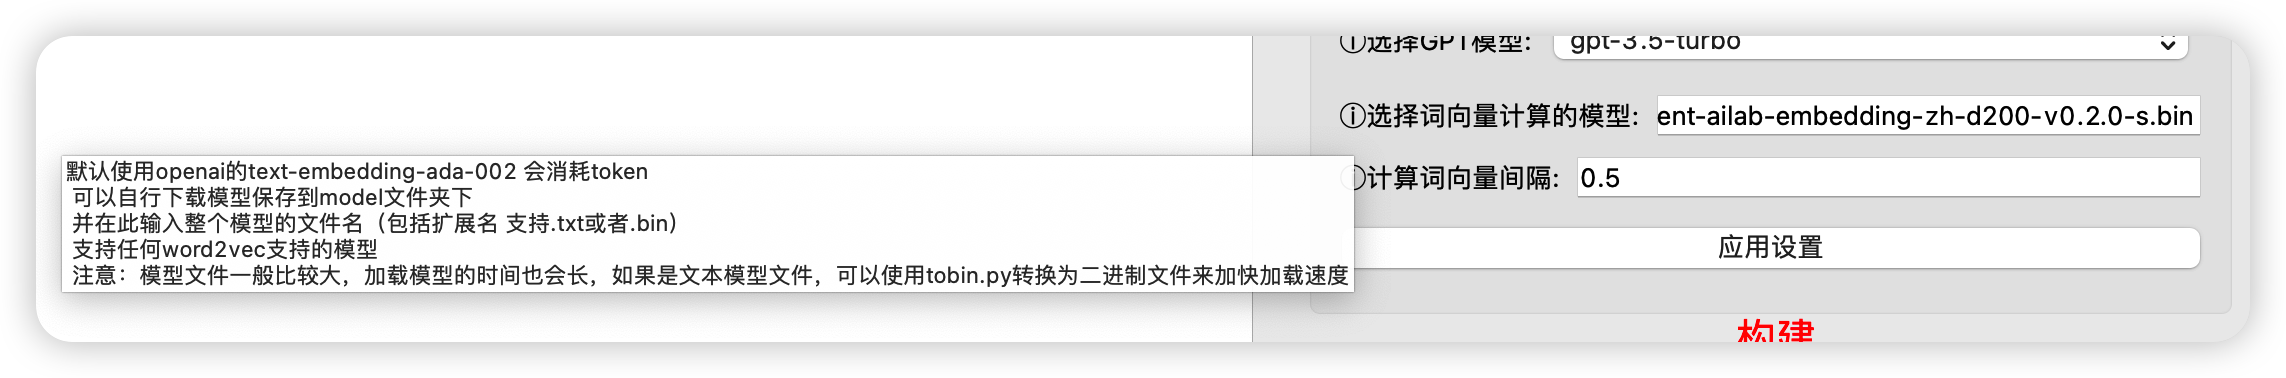 ⓘ选择GPT模型: gpt-3.5-turbo
ⓘ选择词向量计算的模型: ent-ailab-embedding-zh-d200-v0.2.0-s.bin
ⓘ计算词向量间隔: 0.5
应用设置
构建
默认使用openai的text-embedding-ada-002 会消耗token
可以自行下载模型保存到model文件夹下
并在此输入整个模型的文件名（包括扩展名 支持.txt或者.bin）
支持任何word2vec支持的模型
注意：模型文件一般比较大，加载模型的时间也会长，如果是文本模型文件，可以使用tobin.py转换为二进制文件来加快加载速度